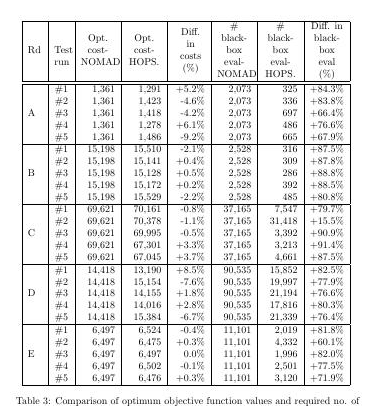 Rd Test run Opt. cost- NOMAD Opt. cost- HOPS. Diff. in costs (%) # black- box eval- NOMAD # black- box eval- HOPS. Diff. in black- box eval (%)
A #1 1,361 1,291 +5.2% 2,073 325 +84.3%
#2 1,361 1,423 -4.6% 2,073 336 +83.8%
#3 1,361 1,418 -4.2% 2,073 697 +66.4%
#4 1,361 1,278 +6.1% 2,073 486 +76.6%
#5 1,361 1,486 -9.2% 2,073 665 +67.9%
B #1 15,198 15,510 -2.1% 2,528 316 +87.5%
#2 15,198 15,141 +0.4% 2,528 309 +87.8%
#3 15,198 15,128 +0.5% 2,528 286 +88.8%
#4 15,198 15,172 +0.2% 2,528 392 +88.5%
#5 15,198 15,529 -2.2% 2,528 485 +80.8%
C #1 69,621 70,161 -0.8% 37,165 7,547 +79.7%
#2 69,621 70,378 -1.1% 37,165 31,418 +15.5%
#3 69,621 69,995 -0.5% 37,165 3,392 +90.9%
#4 69,621 67,301 +3.3% 37,165 3,213 +91.4%
#5 69,621 67,045 +3.7% 37,165 4,661 +87.5%
D #1 14,418 13,190 +8.5% 90,535 15,852 +82.5%
#2 14,418 15,154 -7.6% 90,535 19,997 +77.9%
#3 14,418 14,155 +1.8% 90,535 21,194 +76.6%
#4 14,418 14,016 +2.8% 90,535 17,816 +80.3%
#5 14,418 15,384 -6.7% 90,535 21,339 +76.4%
E #1 6,497 6,524 -0.4% 11,101 2,019 +81.8%
#2 6,497 6,475 +0.3% 11,101 4,332 +60.1%
#3 6,497 6,497 0.0% 11,101 1,996 +82.0%
#4 6,497 6,502 -0.1% 11,101 2,501 +77.5%
#5 6,497 6,476 +0.3% 11,101 3,120 +71.9%
Table 3: Comparison of optimum objective function values and required no. of